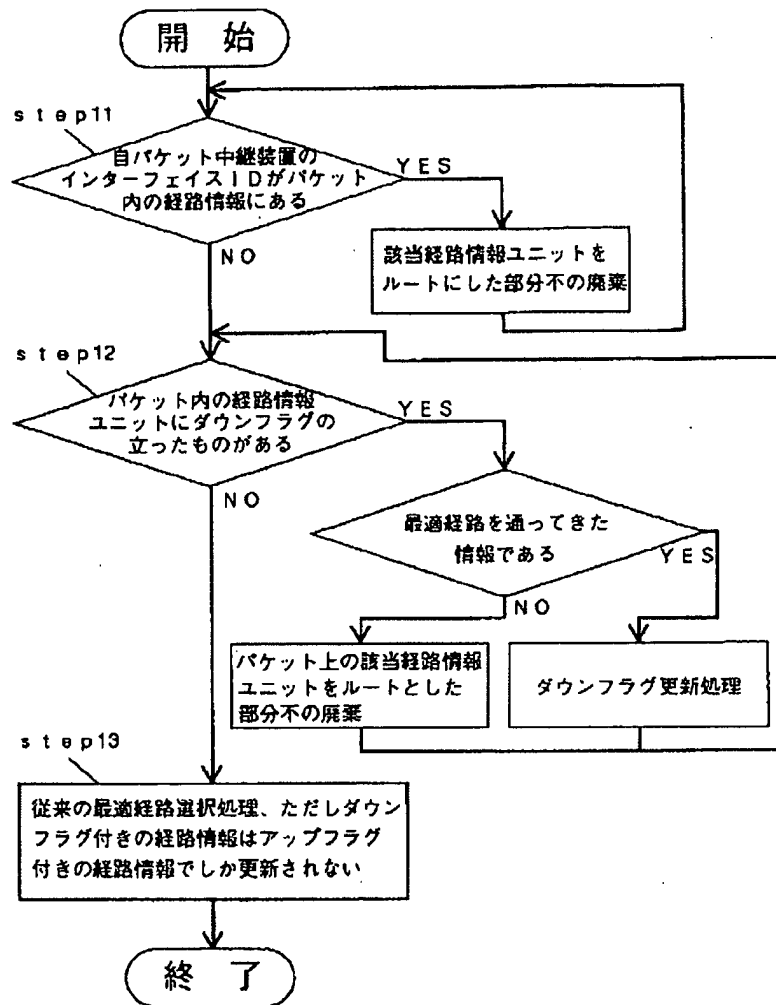 開 始
step11
自パケット中継装置の
インターフェイスIDがパケット
内の経路情報にある
YES
NO
該当経路情報ユニットを
ルートにした部分不の廃棄
step12
パケット内の経路情報
ユニットにダウンフラグの
立ったものがある
YES
NO
最適経路を通ってきた
情報である
YES
NO
パケット上の該当経路情報
ユニットをルートとした
部分不の廃棄
ダウンフラグ更新処理
step13
従来の最適経路選択処理、ただしダウン
フラグ付きの経路情報はアップフラグ
付きの経路情報でしか更新されない
終 了